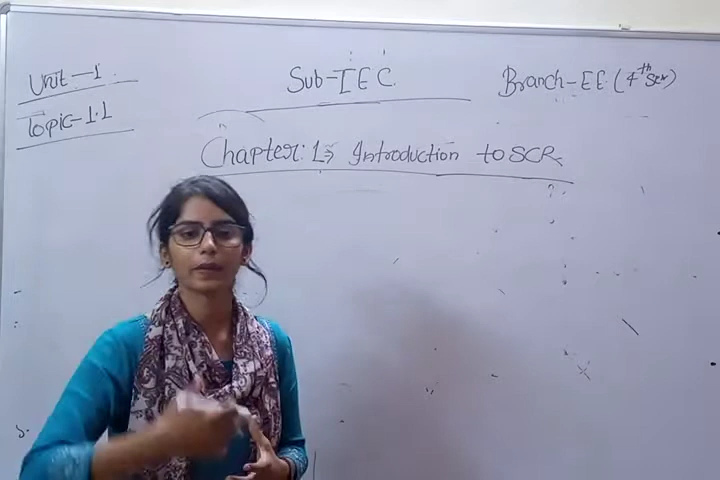 Unit-1
Sub-IEC
Branch-EE.(4th Sem)
Topic-1.1
Chapter:1→ Introduction to SCR